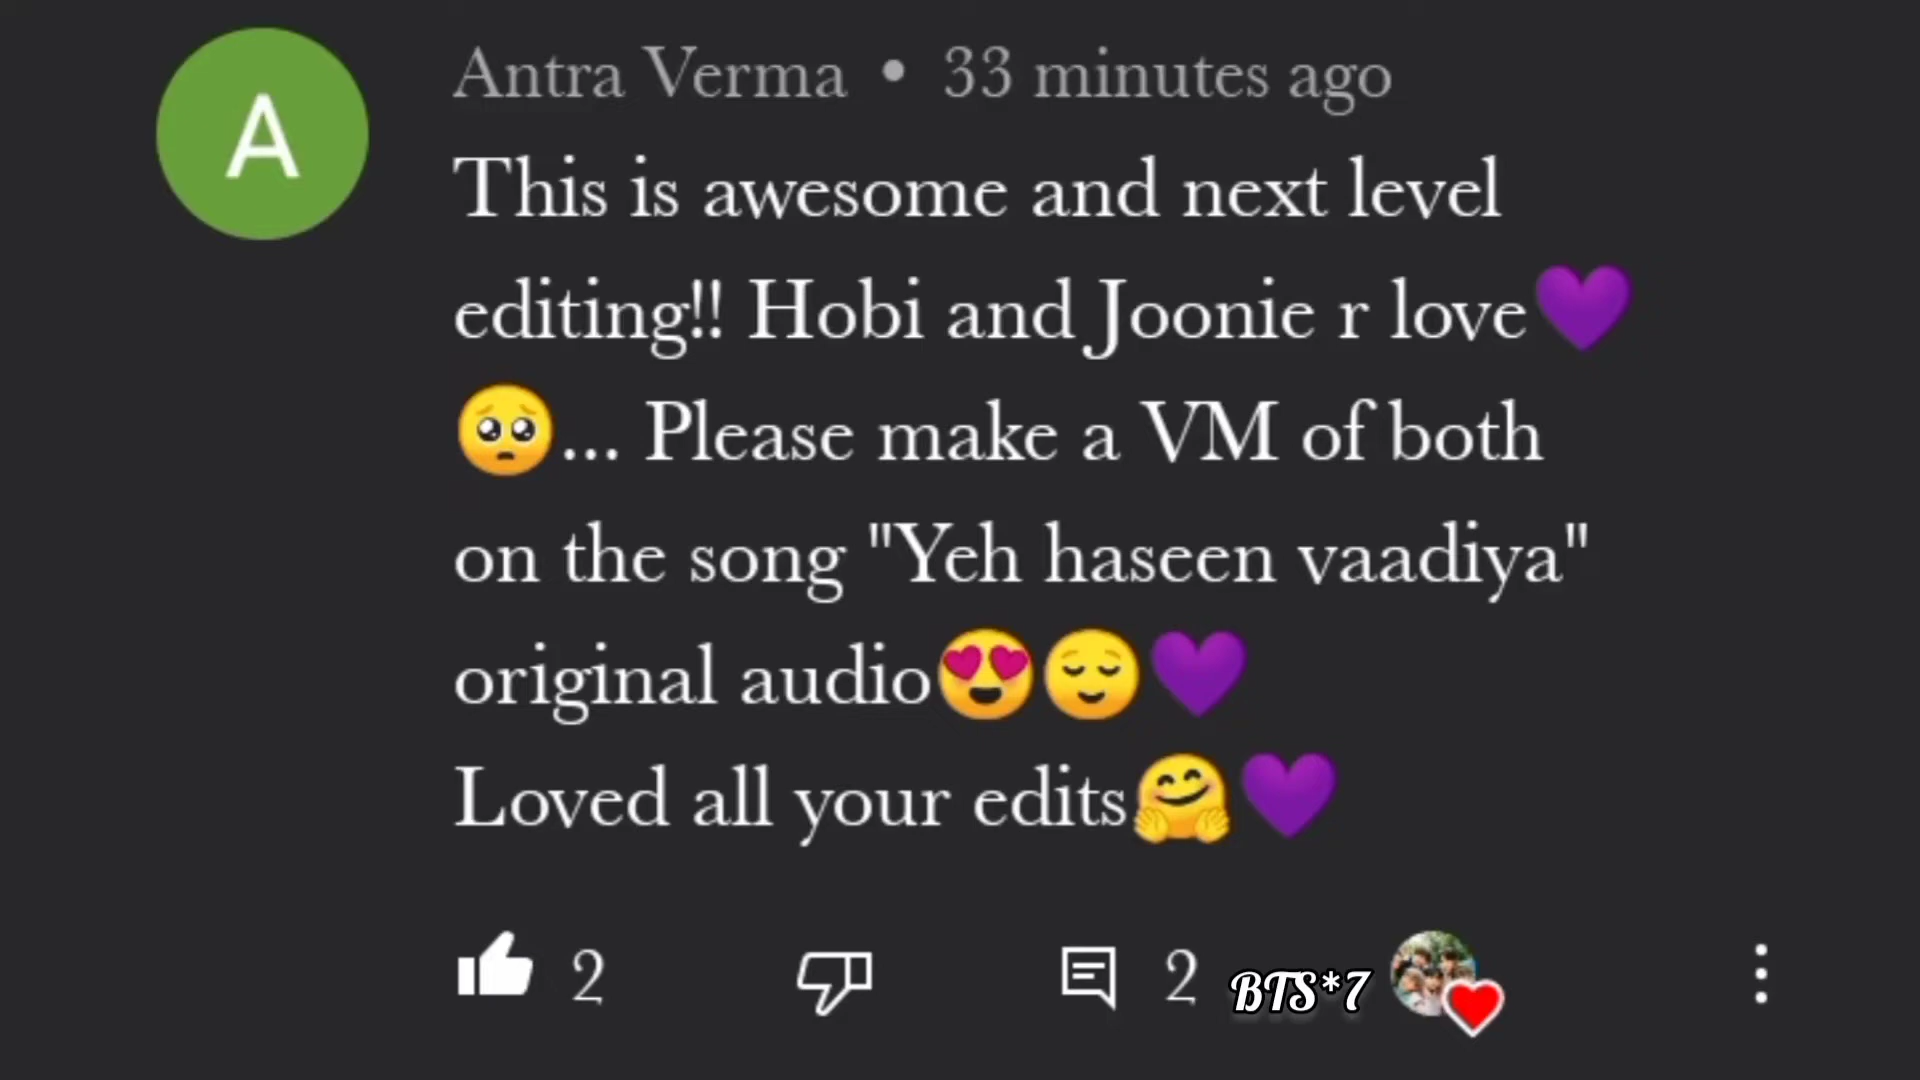 A
Antra Verma • 33 minutes ago
This is awesome and next level
editing!! Hobi and Joonie r love💜
🥺... Please make a VM of both
on the song "Yeh haseen vaadiya"
original audio😍😌💜
Loved all your edits🤗💜
2 2 BTS*7